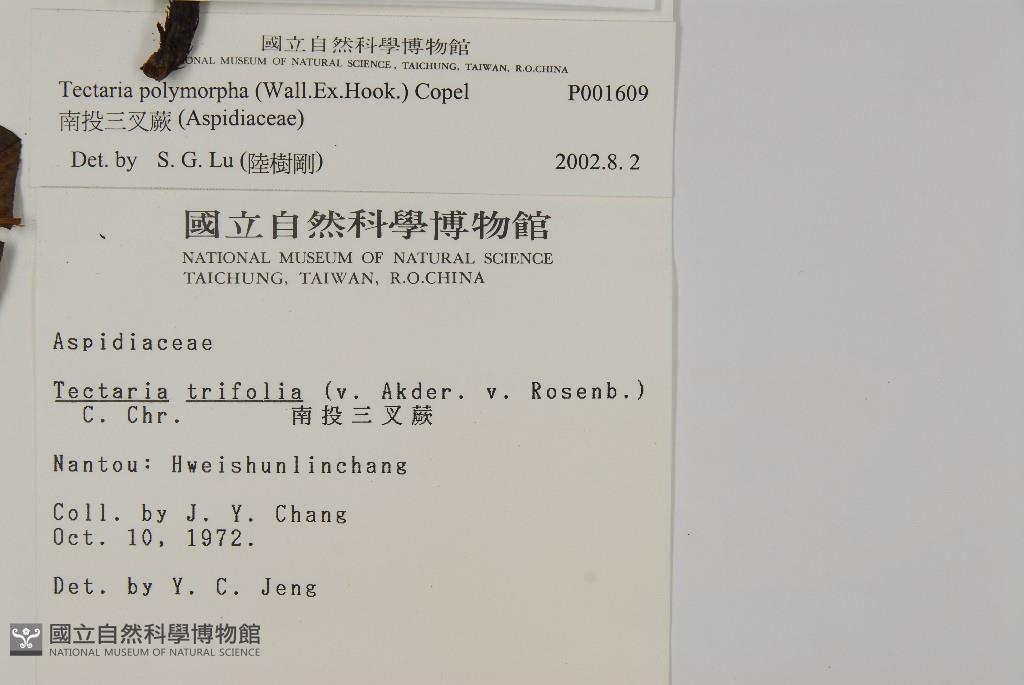 國立自然科學博物館
ONAL MUSEUM OF NATURAL SCIENCE, TAICHUNG, TAIWAN, R.O.CHINA
Tectaria polymorpha (Wall.Ex.Hook.) Copel P001609
南投三叉蕨 (Aspidiaceae)
Det. by S. G. Lu (陸樹剛) 2002.8. 2
國立自然科學博物館
NATIONAL MUSEUM OF NATURAL SCIENCE
TAICHUNG, TAIWAN, R.O.CHINA
Aspidiaceae
Tectaria trifolia (v. Akder. v. Rosenb.)
C. Chr. 南投三叉蕨
Nantou: Hweishunlinchang
Coll. by J. Y. Chang
Oct. 10, 1972.
Det. by Y. C. Jeng
國立自然科學博物館
NATIONAL MUSEUM OF NATURAL SCIENCE